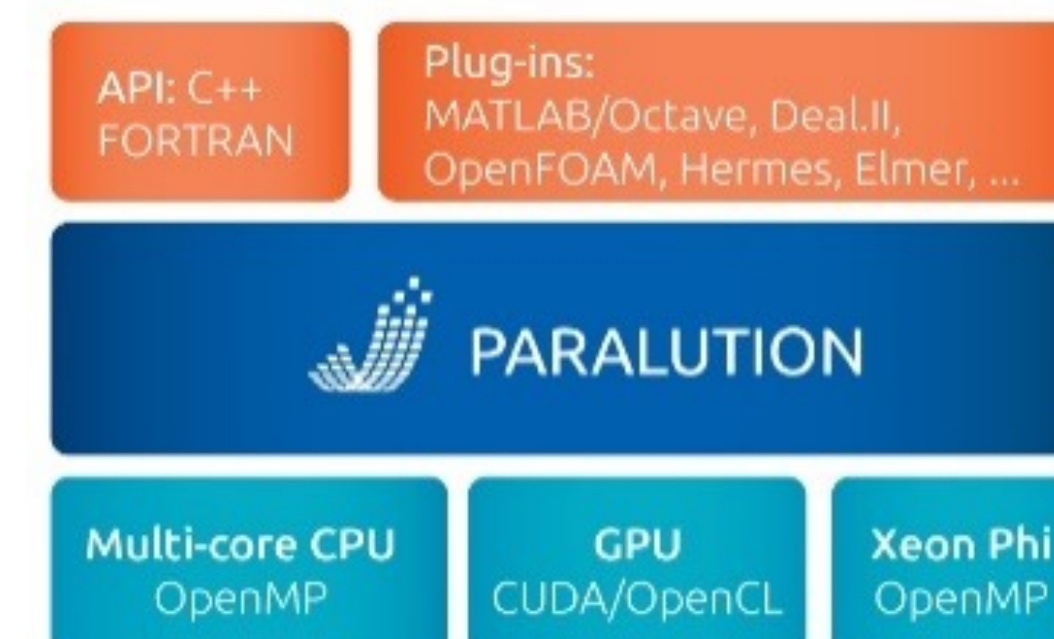 API: C++
FORTRAN
Plug-ins:
MATLAB/Octave, Deal.II,
OpenFOAM, Hermes, Elmer, ...
PARALUTION
Multi-core CPU
OpenMP
GPU
CUDA/OpenCL
Xeon Phi
OpenMP